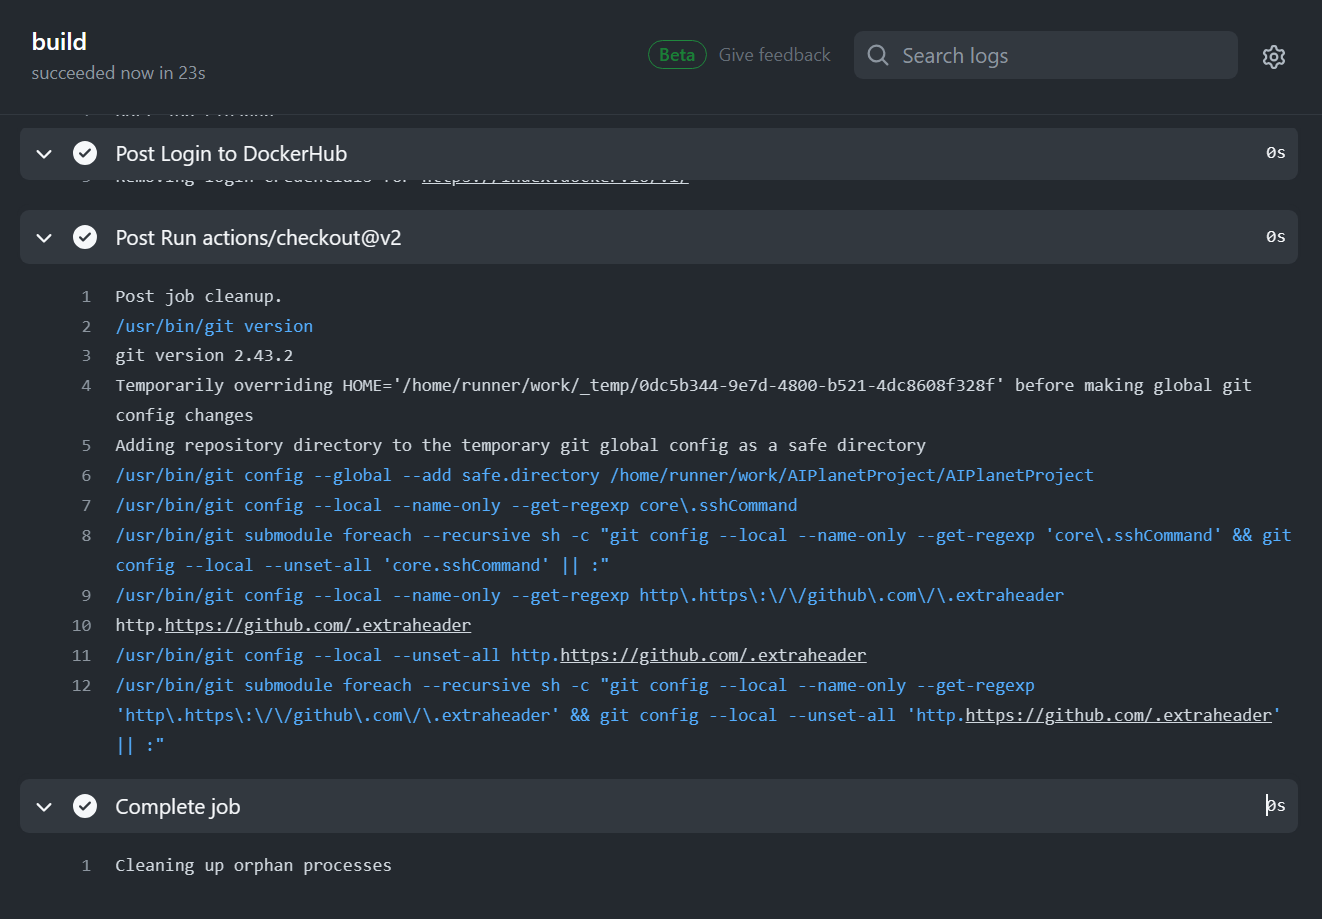 build
succeeded now in 23s
Beta Give feedback
Search logs
Post Login to DockerHub 0s
Removing login credentials for https://index.docker.io/v1/
Post Run actions/checkout@v2 0s
1 Post job cleanup.
2 /usr/bin/git version
3 git version 2.43.2
4 Temporarily overriding HOME='/home/runner/work/_temp/0dc5b344-9e7d-4800-b521-4dc8608f328f' before making global git
config changes
5 Adding repository directory to the temporary git global config as a safe directory
6 /usr/bin/git config --global --add safe.directory /home/runner/work/AIPlanetProject/AIPlanetProject
7 /usr/bin/git config --local --name-only --get-regexp core\.sshCommand
8 /usr/bin/git submodule foreach --recursive sh -c "git config --local --name-only --get-regexp 'core\.sshCommand' && git
config --local --unset-all 'core.sshCommand' || :"
9 /usr/bin/git config --local --name-only --get-regexp http\.https\:\/\/github\.com\/\.extraheader
10 http.https://github.com/.extraheader
11 /usr/bin/git config --local --unset-all http.https://github.com/.extraheader
12 /usr/bin/git submodule foreach --recursive sh -c "git config --local --name-only --get-regexp
'http\.https\:\/\/github\.com\/\.extraheader' && git config --local --unset-all 'http.https://github.com/.extraheader'
|| :"
Complete job 0s
1 Cleaning up orphan processes